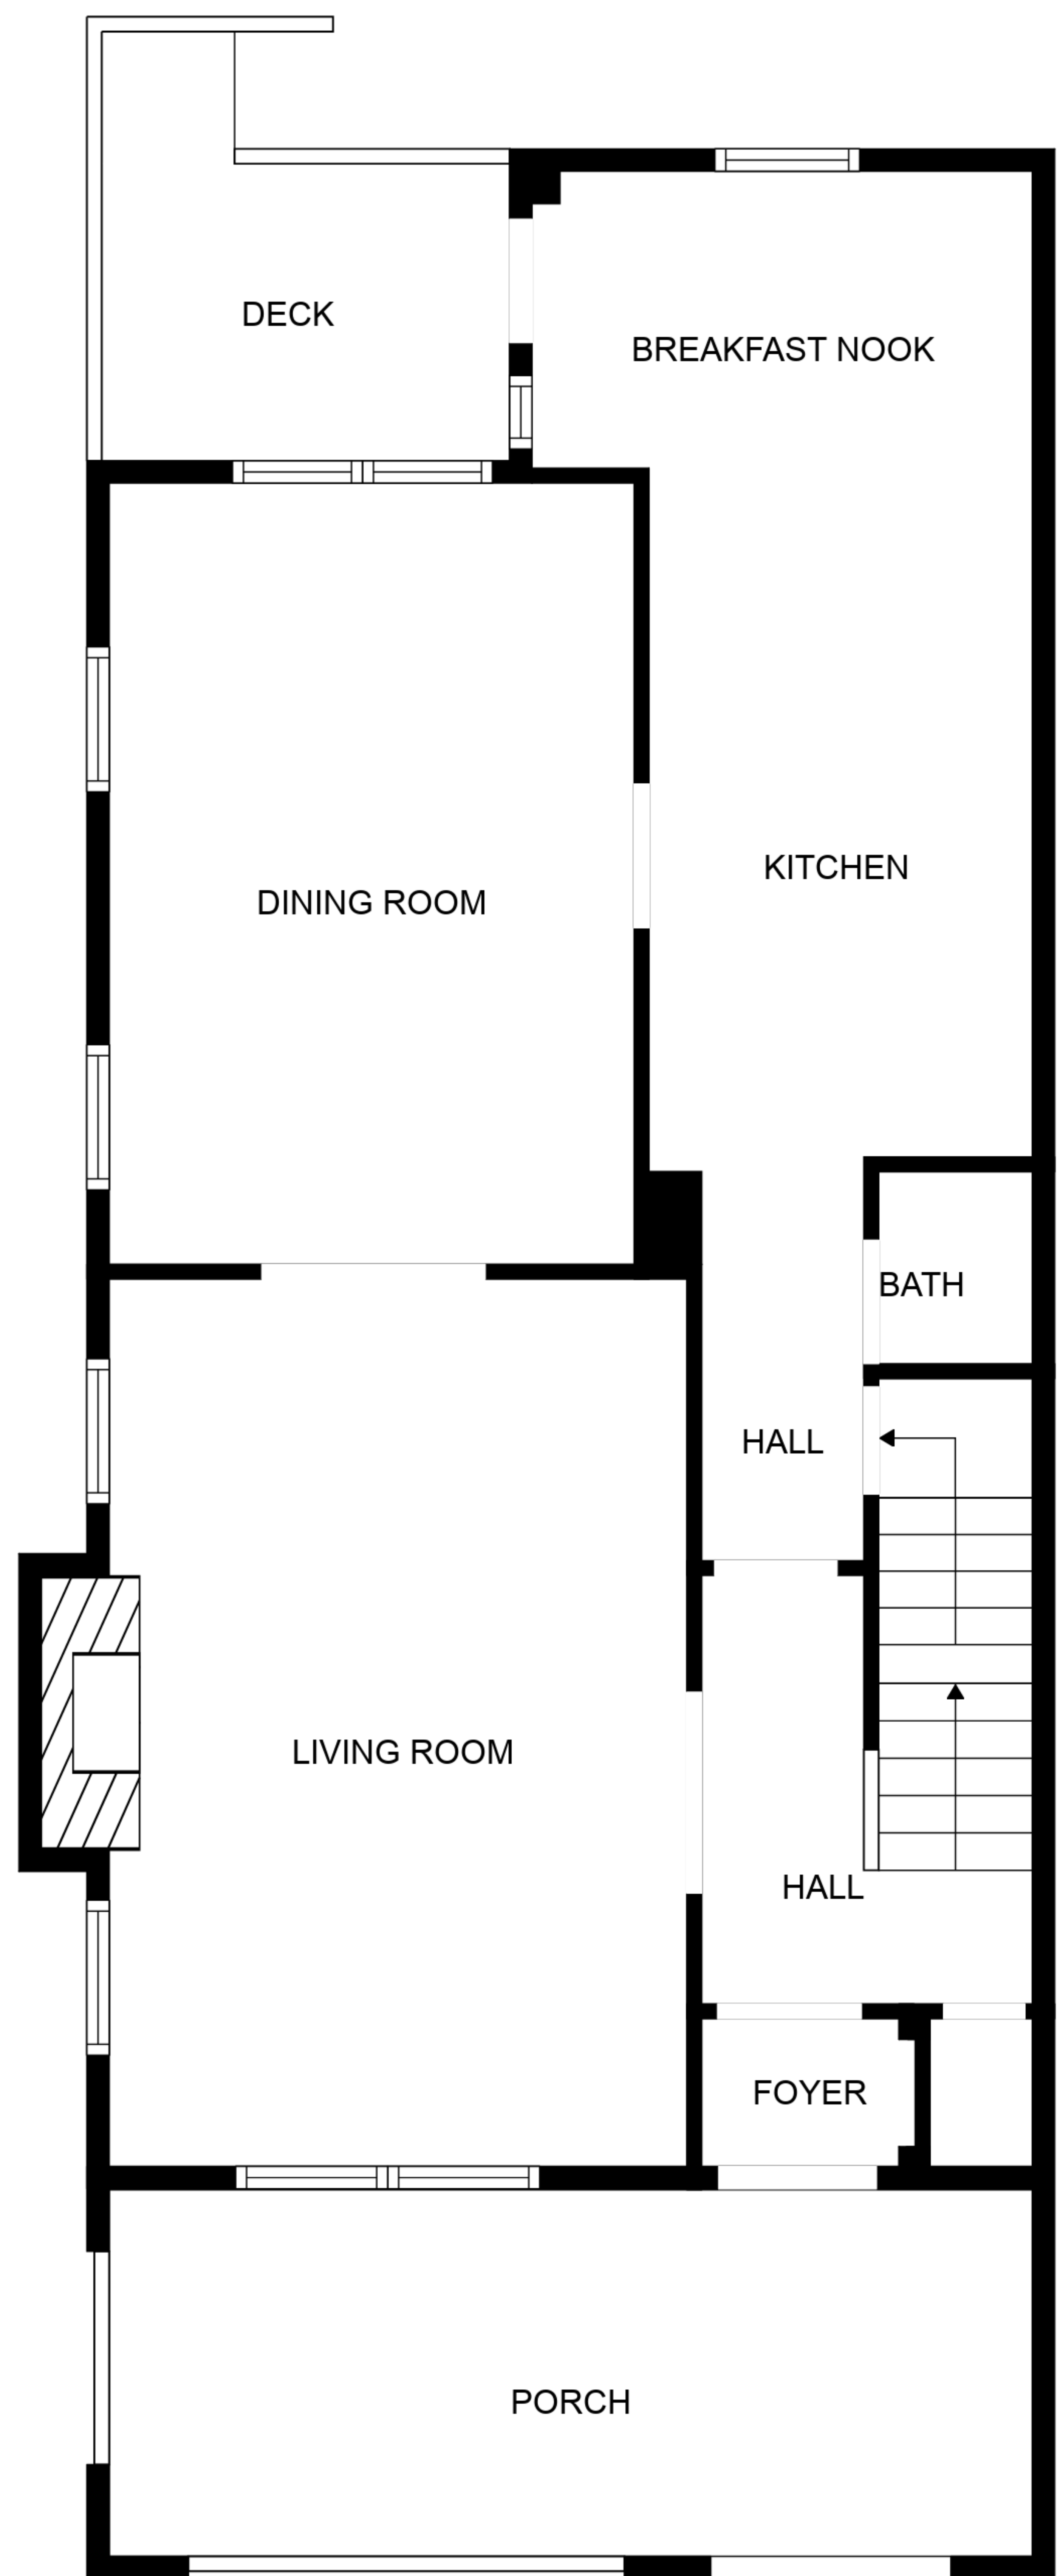 DECK
BREAKFAST NOOK
KITCHEN
DINING ROOM
BATH
HALL
LIVING ROOM
HALL
FOYER
PORCH